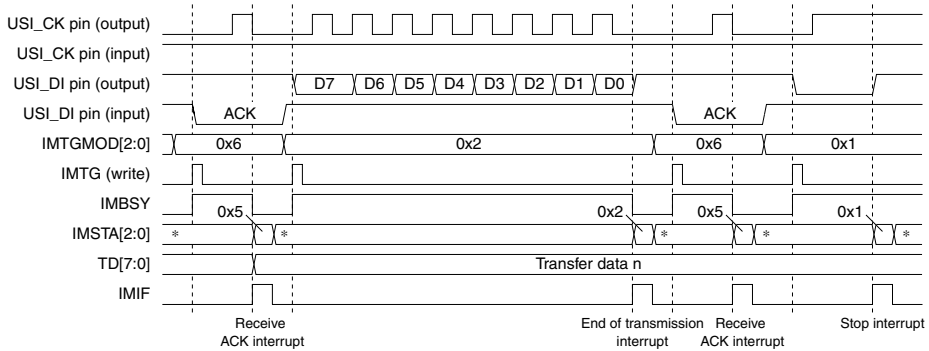 USI_CK pin (output)
USI_CK pin (input)
USI_DI pin (output) D7 D6 D5 D4 D3 D2 D1 D0
USI_DI pin (input) ACK ACK
IMTGMOD[2:0] 0x6 0x2 0x6 0x1
IMTG (write)
IMBSY
0x5 0x2 0x5 0x1
IMSTA[2:0] * * * * *
TD[7:0] Transfer data n
IMIF
Receive End of transmission Receive Stop interrupt
ACK interrupt interrupt ACK interrupt